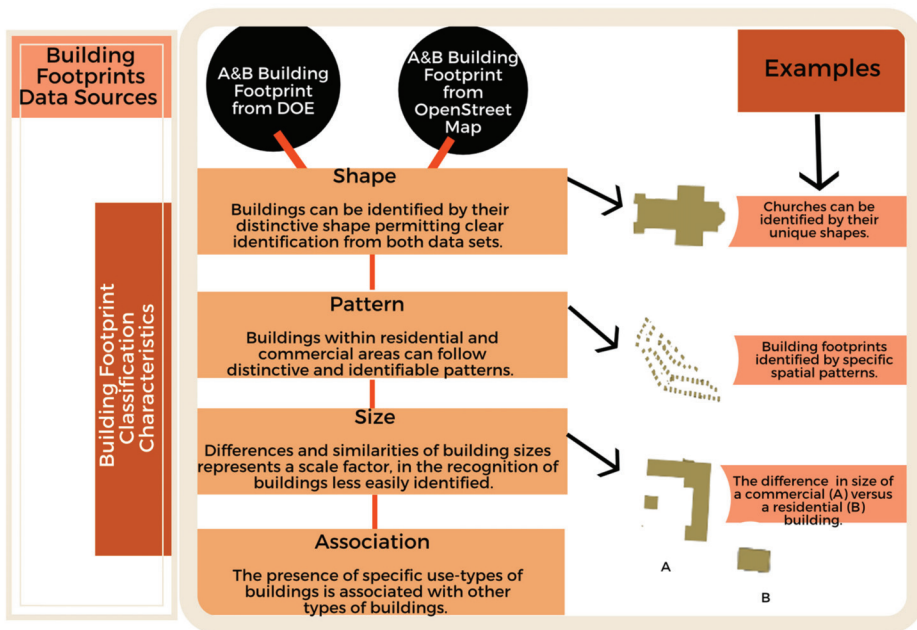 Building
Footprints
Data Sources
A&B Building
Footprint
from DOE
A&B Building
Footprint
from
OpenStreet
Map
Examples
Building Footprint
Classification
Characteristics
Shape
Buildings can be identified by their
distinctive shape permitting clear
identification from both data sets.
Churches can be
identified by their
unique shapes.
Pattern
Buildings within residential and
commercial areas can follow
distinctive and identifiable patterns.
Building footprints
identified by specific
spatial patterns.
Size
Differences and similarities of building sizes
represents a scale factor, in the recognition of
buildings less easily identified.
The difference in size of
a commercial (A) versus
a residential (B)
building.
A
B
Association
The presence of specific use-types of
buildings is associated with other
types of buildings.